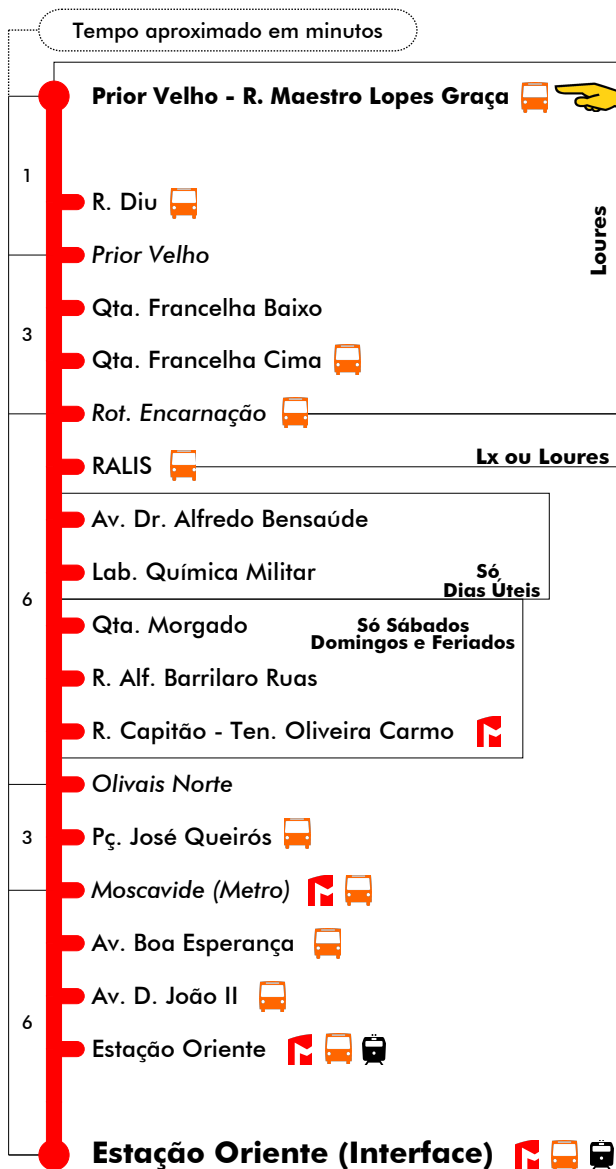 Tempo aproximado em minutos
Prior Velho - R. Maestro Lopes Graça
1
R. Diu
Loures
Prior Velho
Qta. Francelha Baixo
3
Qta. Francelha Cima
Rot. Encarnação
Lx ou Loures
RALIS
Av. Dr. Alfredo Bensaúde
Lab. Química Militar
Só
Dias Úteis
6
Qta. Morgado
Só Sábados
Domingos e Feriados
R. Alf. Barrilaro Ruas
R. Capitão - Ten. Oliveira Carmo
Olivais Norte
3
Pç. José Queirós
Moscavide (Metro)
Av. Boa Esperança
Av. D. João II
6
Estação Oriente
Estação Oriente (Interface)